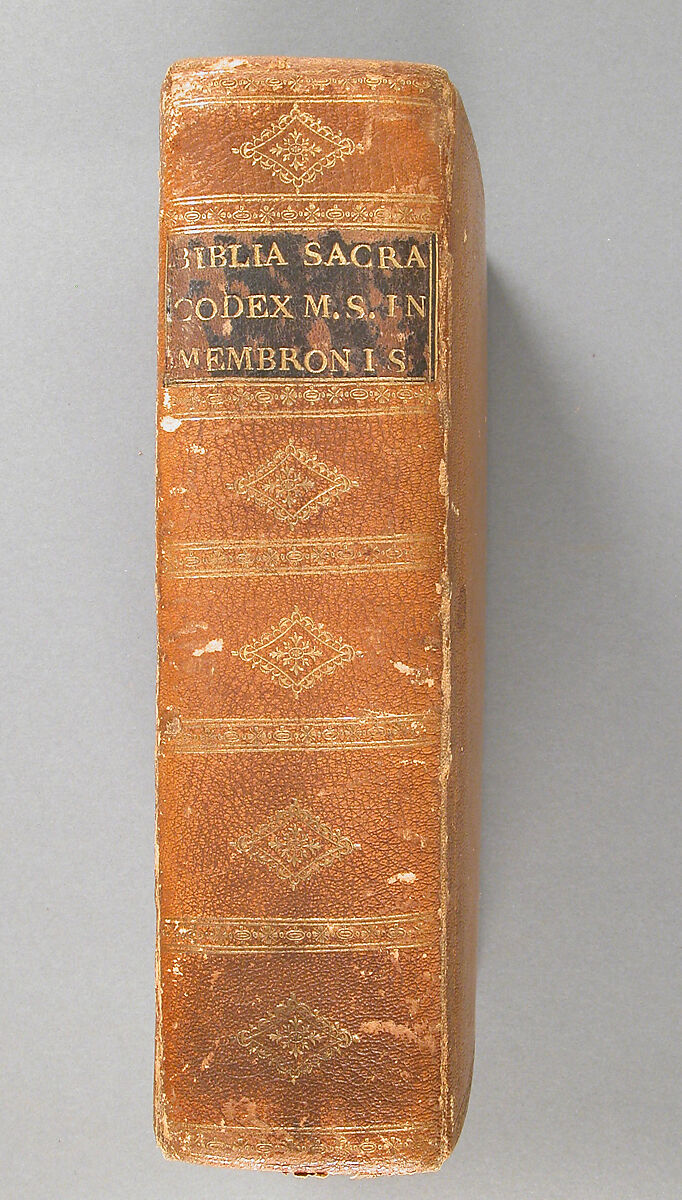 BIBLIA SACRA
CODEX M.S. IN
MEMBRONIS